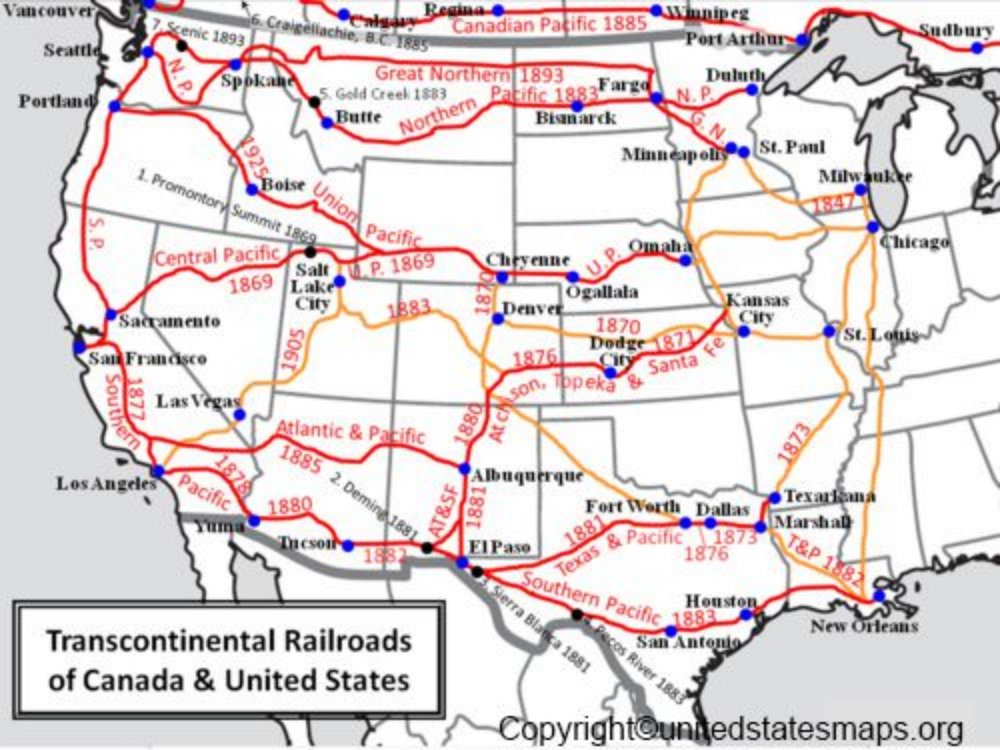 Vancouver
Calgary
Regina
Canadian Pacific 1885
Winnipeg
Port Arthur
Sudbury
6. Craigellachie, B.C. 1885
7. Scenic 1893
Seattle
N. P.
Spokane
Great Northern 1893
Fargo
Duluth
Portland
5. Gold Creek 1883
Butte
Northern Pacific 1883
Bismarck
N. P.
G. N.
Minneapolis
St. Paul
Milwaukee
1847
Chicago
1925
Boise
Union Pacific
1. Promontory Summit 1869
S. P.
Central Pacific
1869
Salt
Lake
City
U.P. 1869
Cheyenne
Ogallala
U. P.
Omaha
1870
Denver
1883
1870
Kansas
City
St. Louis
Sacramento
San Francisco
1905
Dodge
City
1871
1876
Atchison, Topeka & Santa Fe
Las Vegas
1877
Southern
Pacific
1878
Los Angeles
Atlantic & Pacific
1885
1880
Albuquerque
AT&SF
1881
2. Deming 1881
Yuma
1880
Tucson
1882
El Paso
1873
Texarkana
Fort Worth
Dallas
Marshall
1881
Texas & Pacific
1873
1876
T&P 1882
3. Sierra Blanca 1881
Southern Pacific 1883
4. Pecos River 1883
Houston
San Antonio
New Orleans
Transcontinental Railroads
of Canada & United States
Copyright©unitedstatesmaps.org